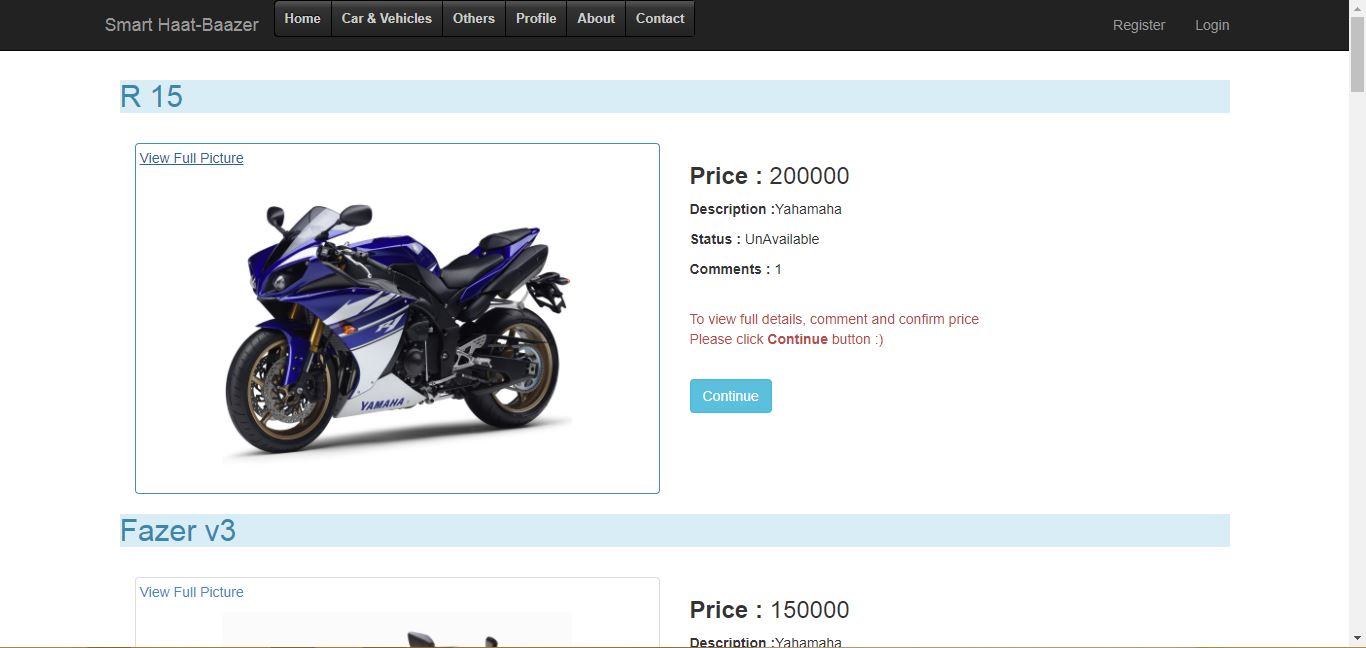 Smart Haat-Baazer Home Car & Vehicles Others Profile About Contact Register Login
R 15
View Full Picture
R1
YAMAHA
Price : 200000
Description :Yahamaha
Status : UnAvailable
Comments : 1
To view full details, comment and confirm price
Please click Continue button :)
Continue
Fazer v3
View Full Picture
Price : 150000
Description :Yahamaha